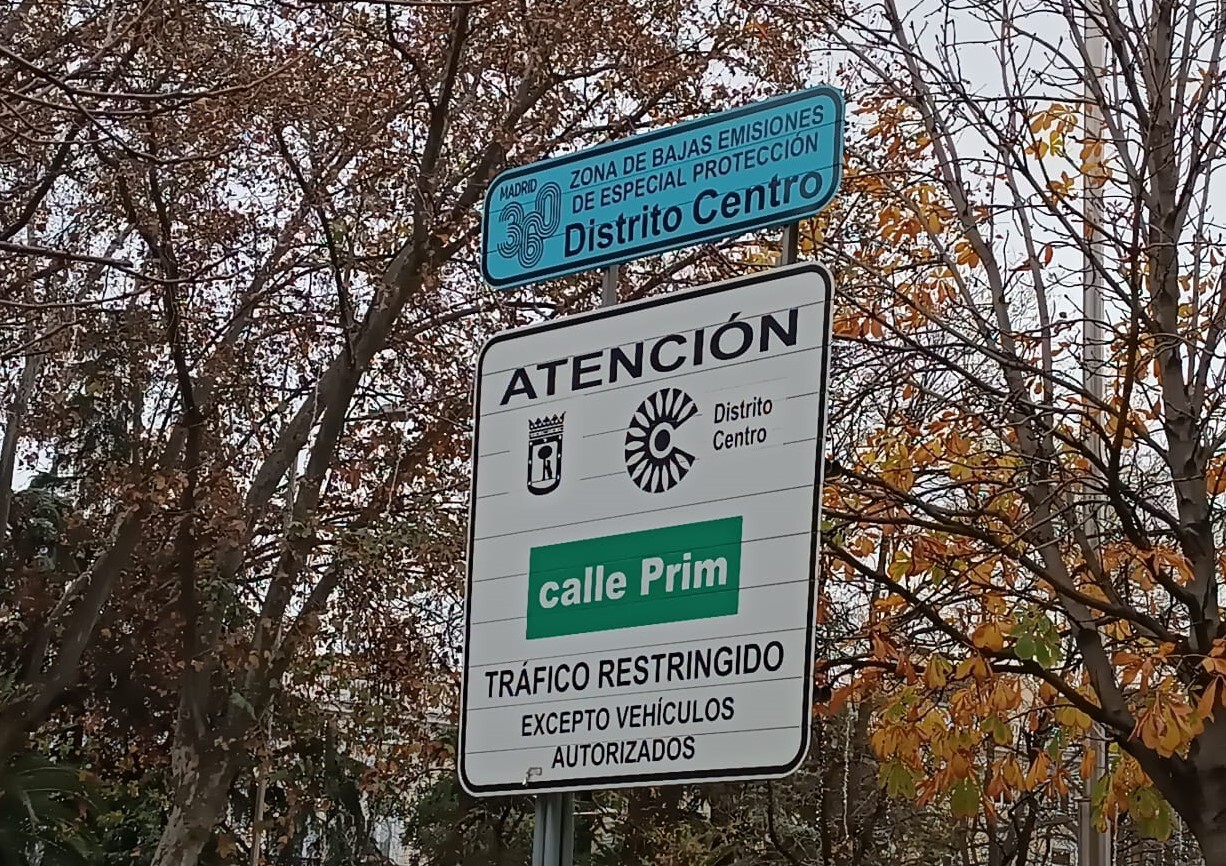 MADRID
360
ZONA DE BAJAS EMISIONES
DE ESPECIAL PROTECCIÓN
Distrito Centro
ATENCIÓN
Distrito
Centro
calle Prim
TRÁFICO RESTRINGIDO
EXCEPTO VEHÍCULOS
AUTORIZADOS